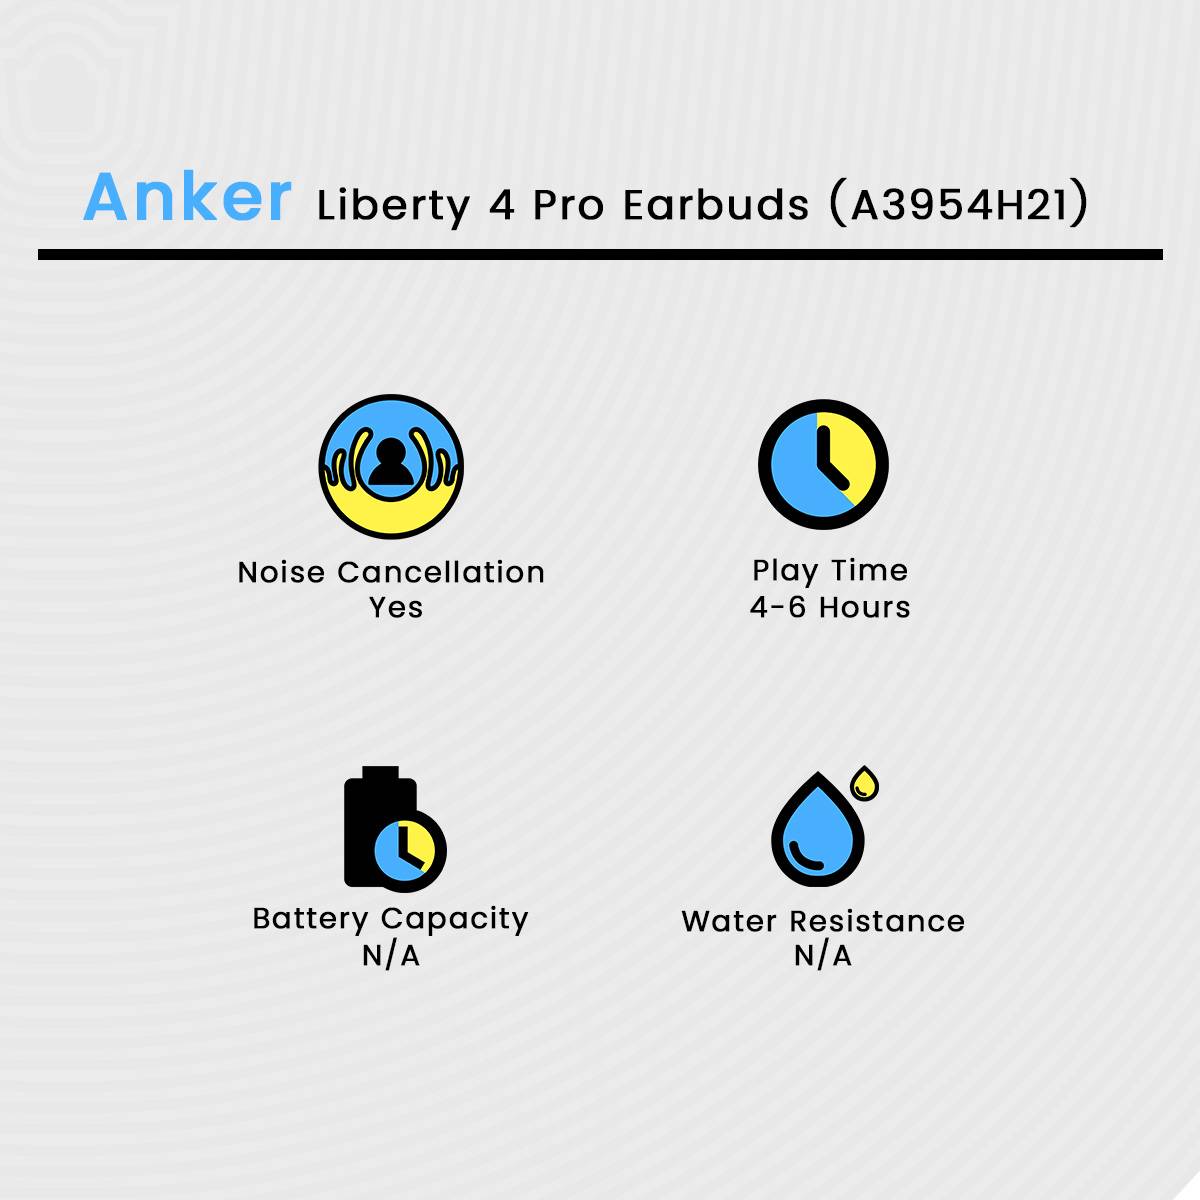 Anker Liberty 4 Pro Earbuds (A3954H21)
Noise Cancellation
Yes
Play Time
4-6 Hours
Battery Capacity
N/A
Water Resistance
N/A